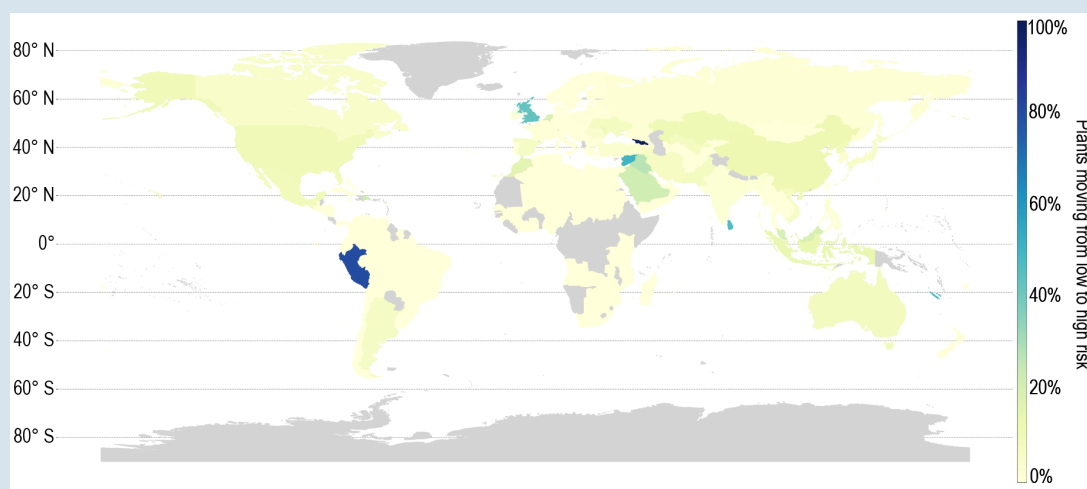 80° N
60° N
40° N
20° N
0°
20° S
40° S
60° S
80° S
100%
80%
60%
40%
20%
0%
Plants moving from low to high risk